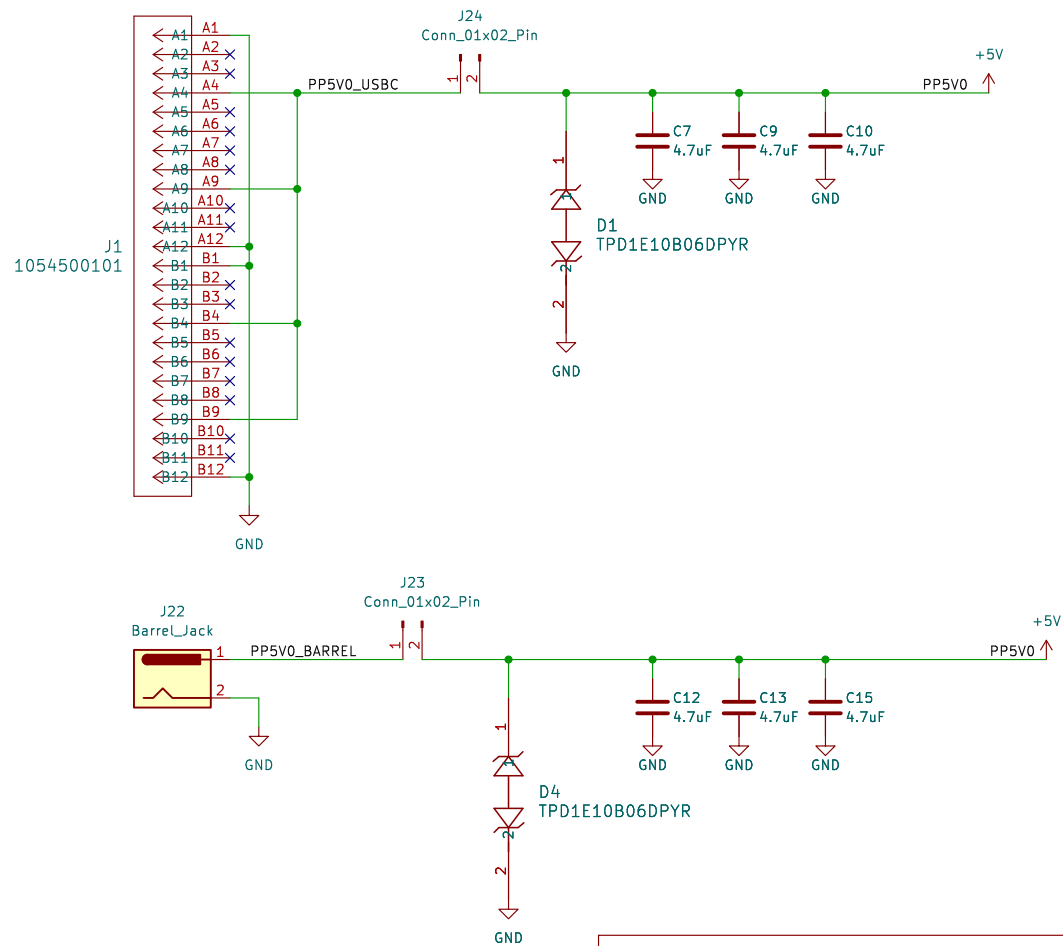 J24
Conn_01x02_Pin
1
2
+5V
PP5V0_USBC
PP5V0
J1
1054500101
A1 A1
A2 A2
A3 A3
A4 A4
A5 A5
A6 A6
A7 A7
A8 A8
A9 A9
A10 A10
A11 A11
A12 A12
B1 B1
B2 B2
B3 B3
B4 B4
B5 B5
B6 B6
B7 B7
B8 B8
B9 B9
B10 B10
B11 B11
B12 B12
GND
1
1
D1
TPD1E10B06DPYR
2
2
GND
C7
4.7uF
GND
C9
4.7uF
GND
C10
4.7uF
GND
J23
Conn_01x02_Pin
1
2
J22
Barrel_Jack
1
2
PP5V0_BARREL
GND
PP5V0
+5V
1
1
D4
TPD1E10B06DPYR
2
2
GND
C12
4.7uF
GND
C13
4.7uF
GND
C15
4.7uF
GND